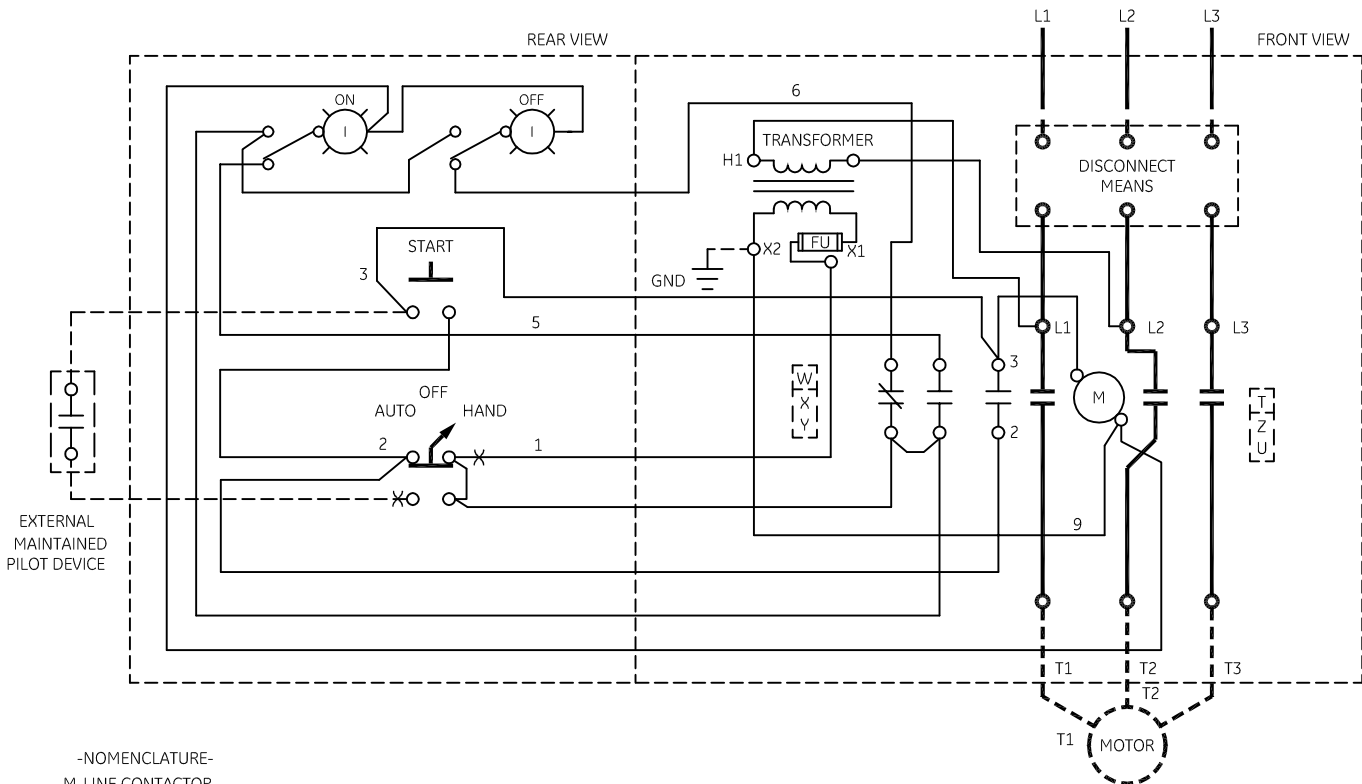 L1 L2 L3
REAR VIEW
FRONT VIEW
ON
OFF
6
TRANSFORMER
H1
DISCONNECT
MEANS
START
3
X2
FU
X1
GND
5
L1
L2
L3
3
W
X
Y
M
T
Z
U
OFF
AUTO
HAND
2
1
2
EXTERNAL
MAINTAINED
PILOT DEVICE
9
T1
T2
T3
T2
T1
MOTOR
-NOMENCLATURE-
M-LINE CONTACTOR